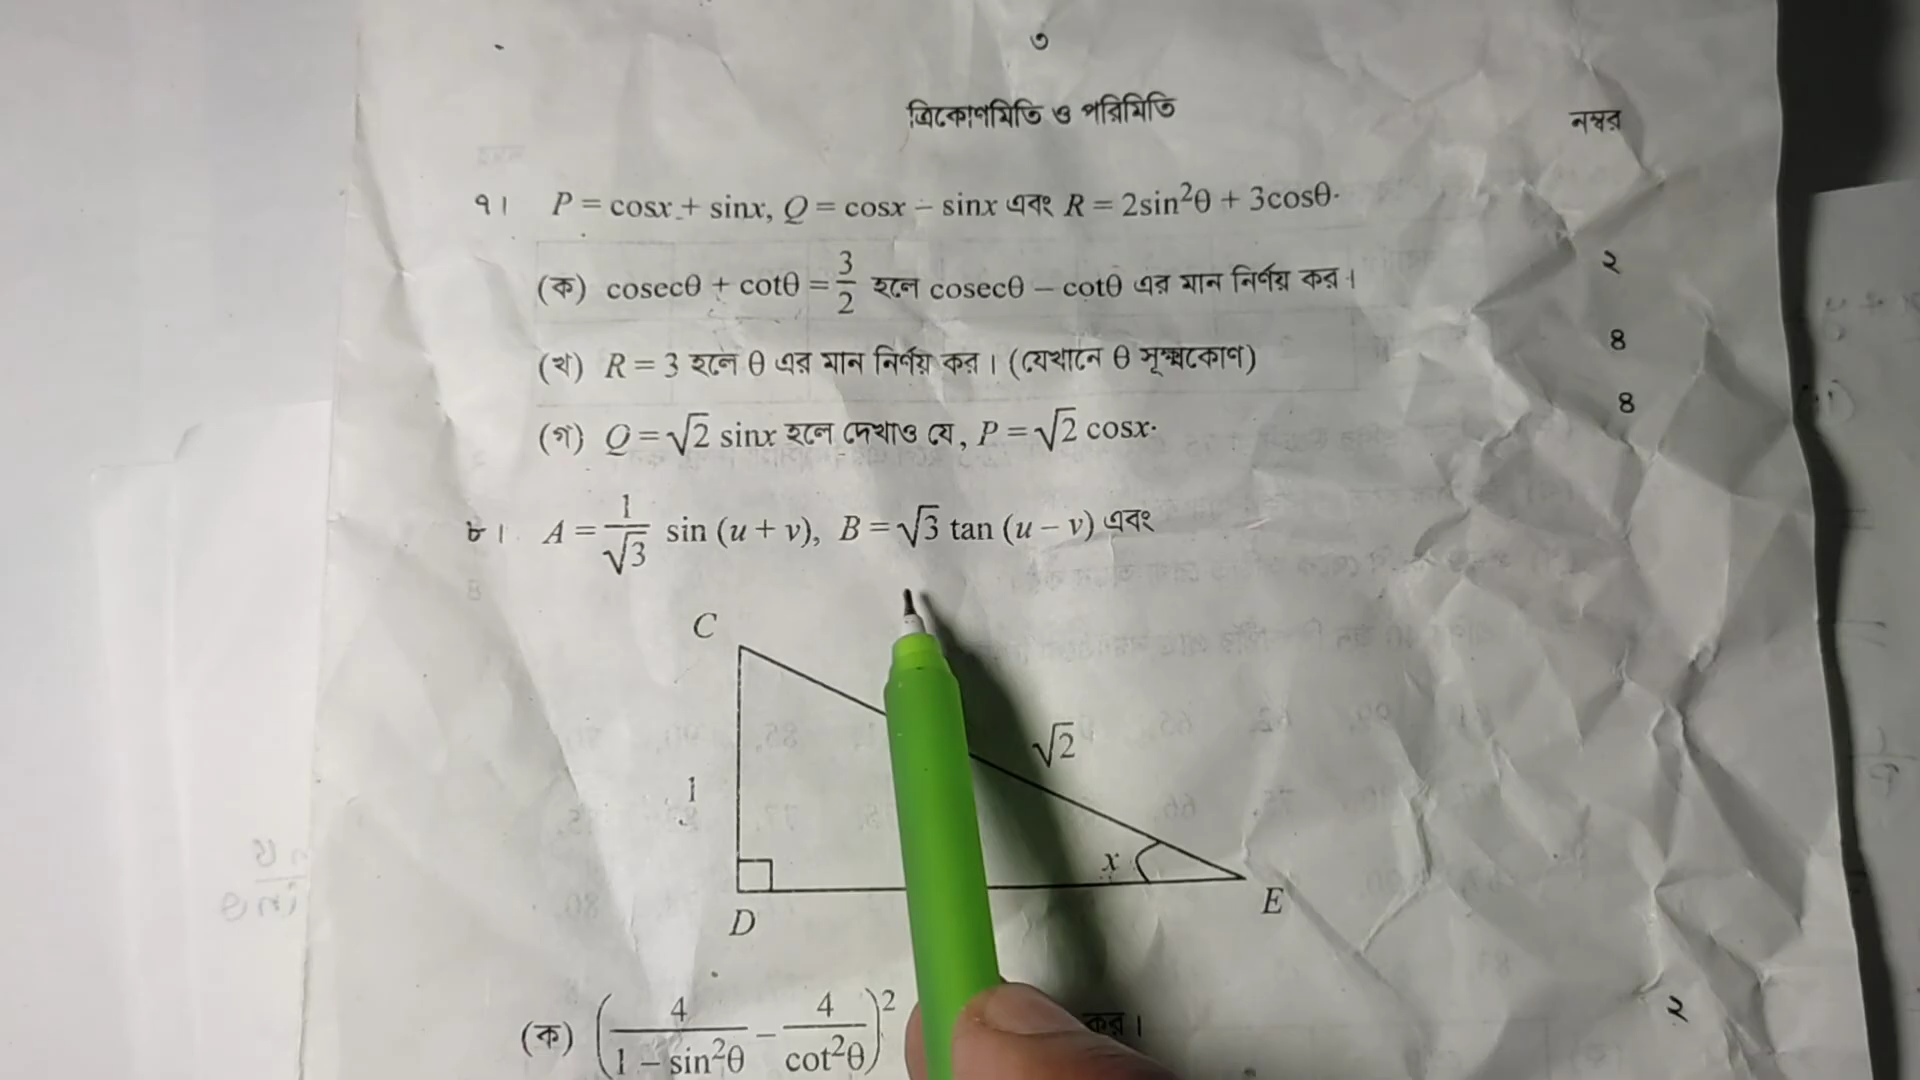 ৩
ত্রিকোণমিতি ও পরিমিতি
নম্বর
৭। P = cosx + sinx, Q = cosx − sinx এবং R = 2sin²θ + 3cosθ·
(ক) cosecθ + cotθ = 3/2 হলে cosecθ − cotθ এর মান নির্ণয় কর। ২
(খ) R = 3 হলে θ এর মান নির্ণয় কর। (যেখানে θ সূক্ষ্মকোণ) ৪
(গ) Q = √2 sinx হলে দেখাও যে, P = √2 cosx· ৪
৮। A = 1/√3 sin (u + v), B = √3 tan (u − v) এবং
C
√2
1
x
D
E
(ক) (4/(1 − sin²θ) − 4/cot²θ)² কর। ২